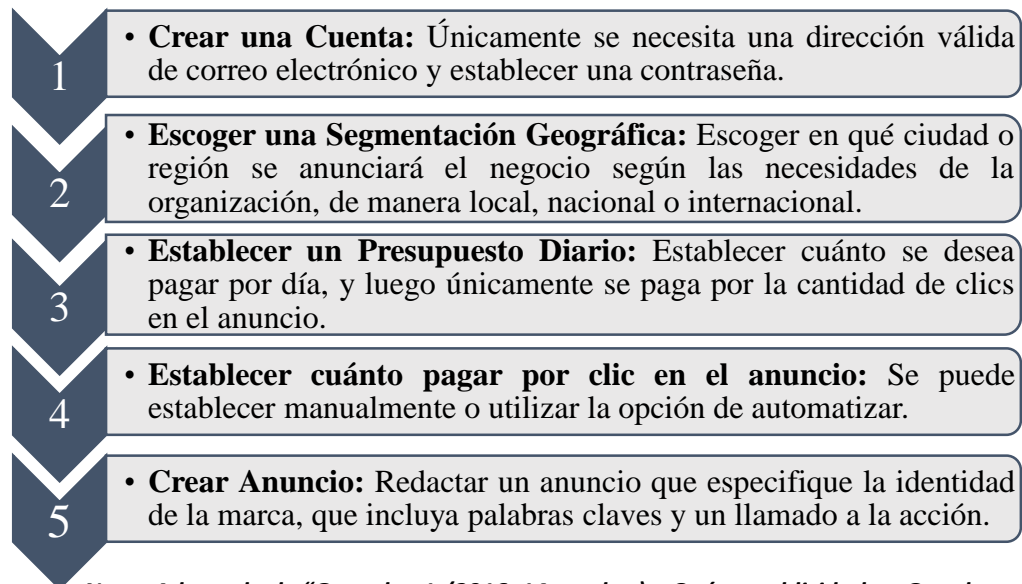 1
• Crear una Cuenta: Únicamente se necesita una dirección válida
de correo electrónico y establecer una contraseña.
2
• Escoger una Segmentación Geográfica: Escoger en qué ciudad o
región se anunciará el negocio según las necesidades de la
organización, de manera local, nacional o internacional.
3
• Establecer un Presupuesto Diario: Establecer cuánto se desea
pagar por día, y luego únicamente se paga por la cantidad de clics
en el anuncio.
4
• Establecer cuánto pagar por clic en el anuncio: Se puede
establecer manualmente o utilizar la opción de automatizar.
5
• Crear Anuncio: Redactar un anuncio que especifique la identidad
de la marca, que incluya palabras claves y un llamado a la acción.